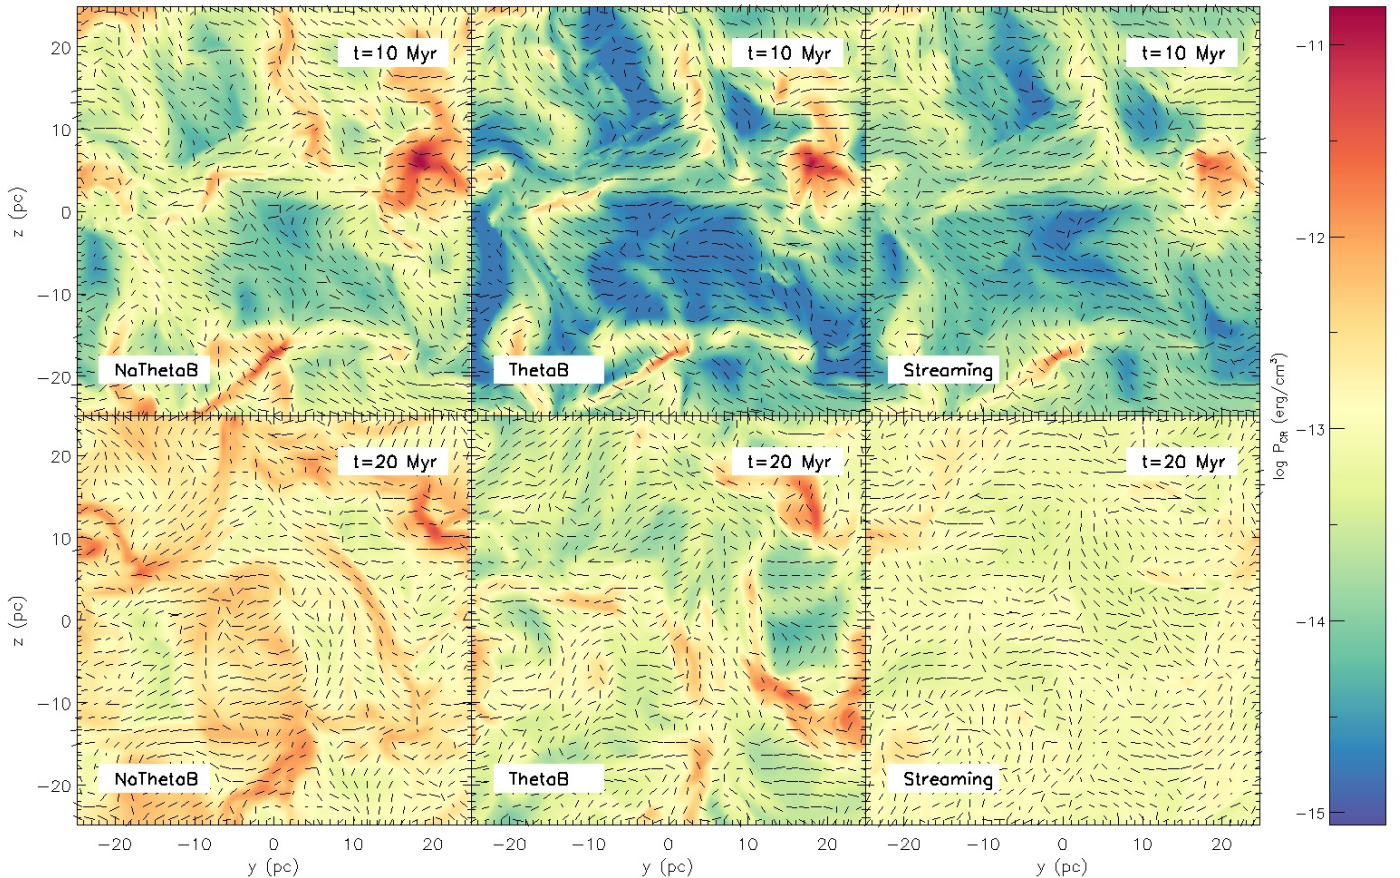 20
10
0
−10
−20
z (pc)
t=10 Myr
NoThetaB
t=10 Myr
ThetaB
t=10 Myr
Streaming
20
10
0
−10
−20
z (pc)
t=20 Myr
NoThetaB
t=20 Myr
ThetaB
t=20 Myr
Streaming
−20 −10 0 10 20
y (pc)
−20 −10 0 10 20
y (pc)
−20 −10 0 10 20
y (pc)
−11
−12
−13
−14
−15
log P_CR (erg/cm³)